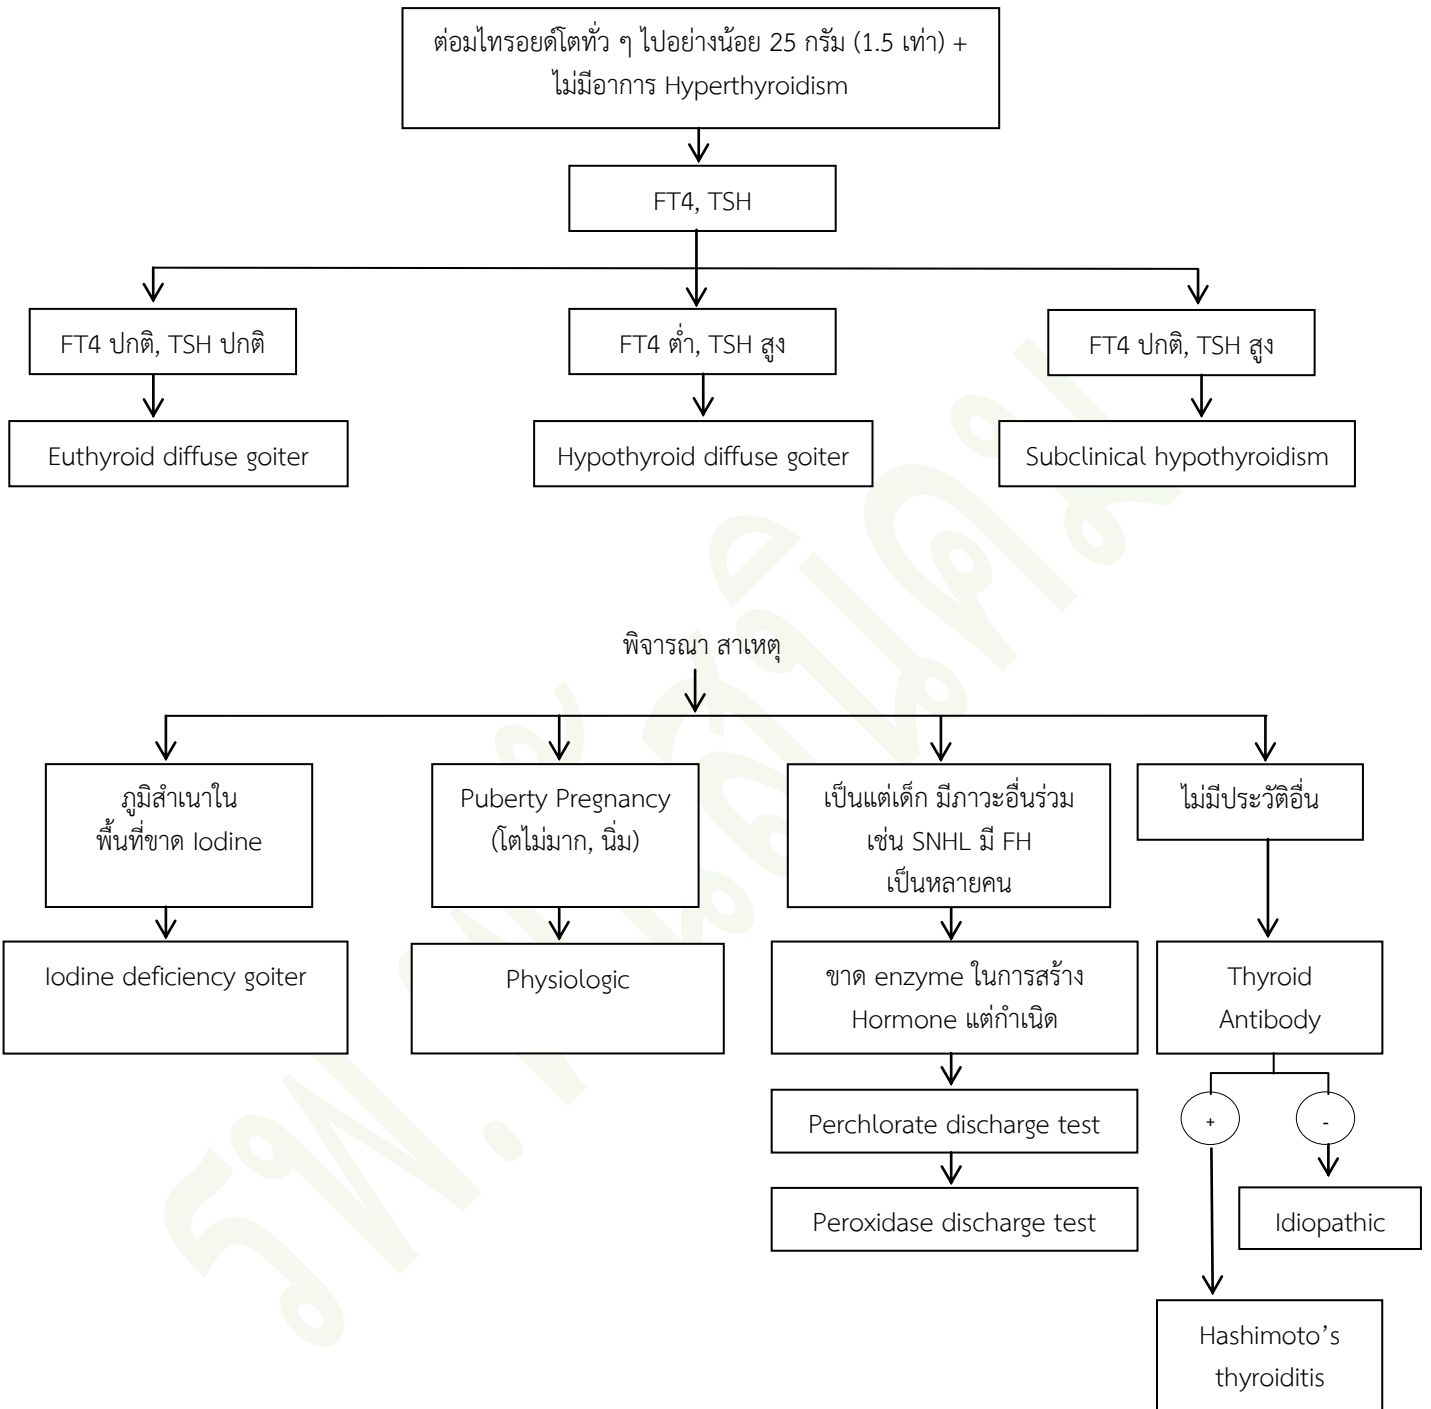 ต่อมไทรอยด์โตทั่ว ๆ ไปอย่างน้อย 25 กรัม (1.5 เท่า) +
ไม่มีอาการ Hyperthyroidism
FT4, TSH
FT4 ปกติ, TSH ปกติ
FT4 ต่ำ, TSH สูง
FT4 ปกติ, TSH สูง
Euthyroid diffuse goiter
Hypothyroid diffuse goiter
Subclinical hypothyroidism
พิจารณา สาเหตุ
ภูมิลำเนาใน
พื้นที่ขาด Iodine
Puberty Pregnancy
(โตไม่มาก, นิ่ม)
เป็นแต่เด็ก มีภาวะอื่นร่วม
เช่น SNHL มี FH
เป็นหลายคน
ไม่มีประวัติอื่น
Iodine deficiency goiter
Physiologic
ขาด enzyme ในการสร้าง
Hormone แต่กำเนิด
Thyroid
Antibody
Perchlorate discharge test
+
-
Peroxidase discharge test
Idiopathic
Hashimoto’s
thyroiditis
รพ.